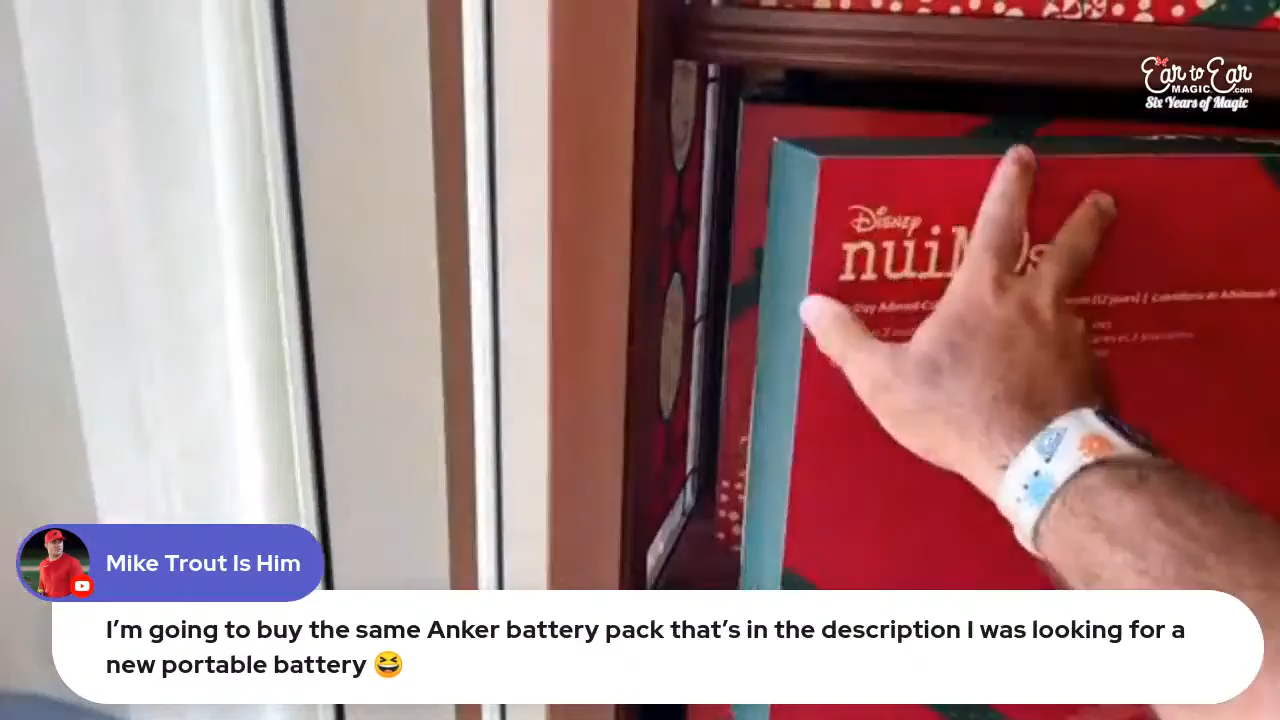 Ear to Ear
MAGIC.com
Six Years of Magic
Disney
nuiM
Mike Trout Is Him
I’m going to buy the same Anker battery pack that’s in the description I was looking for a
new portable battery 😆